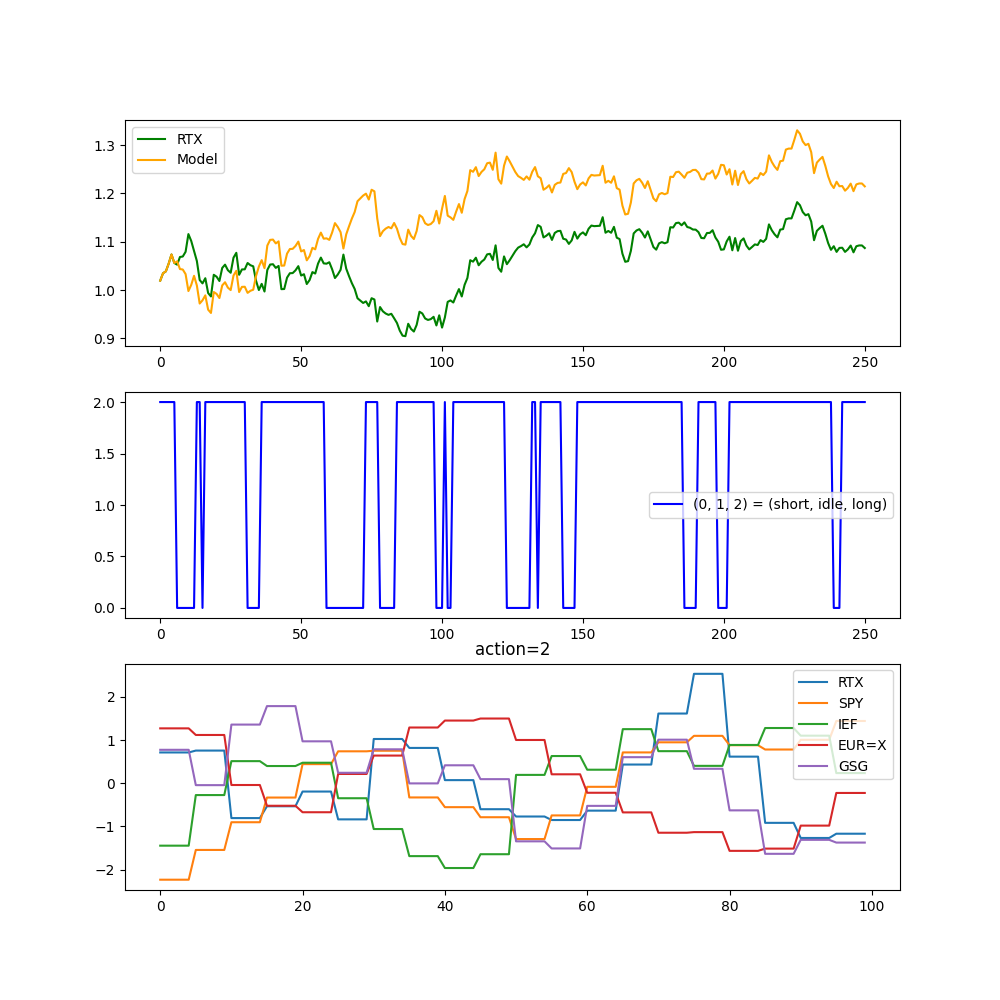 RTX
Model
1.3
1.2
1.1
1.0
0.9
0 50 100 150 200 250
2.0
1.5
1.0
0.5
0.0
(0, 1, 2) = (short, idle, long)
0 50 100 150 200 250
action=2
RTX
SPY
IEF
EUR=X
GSG
2
1
0
−1
−2
0 20 40 60 80 100